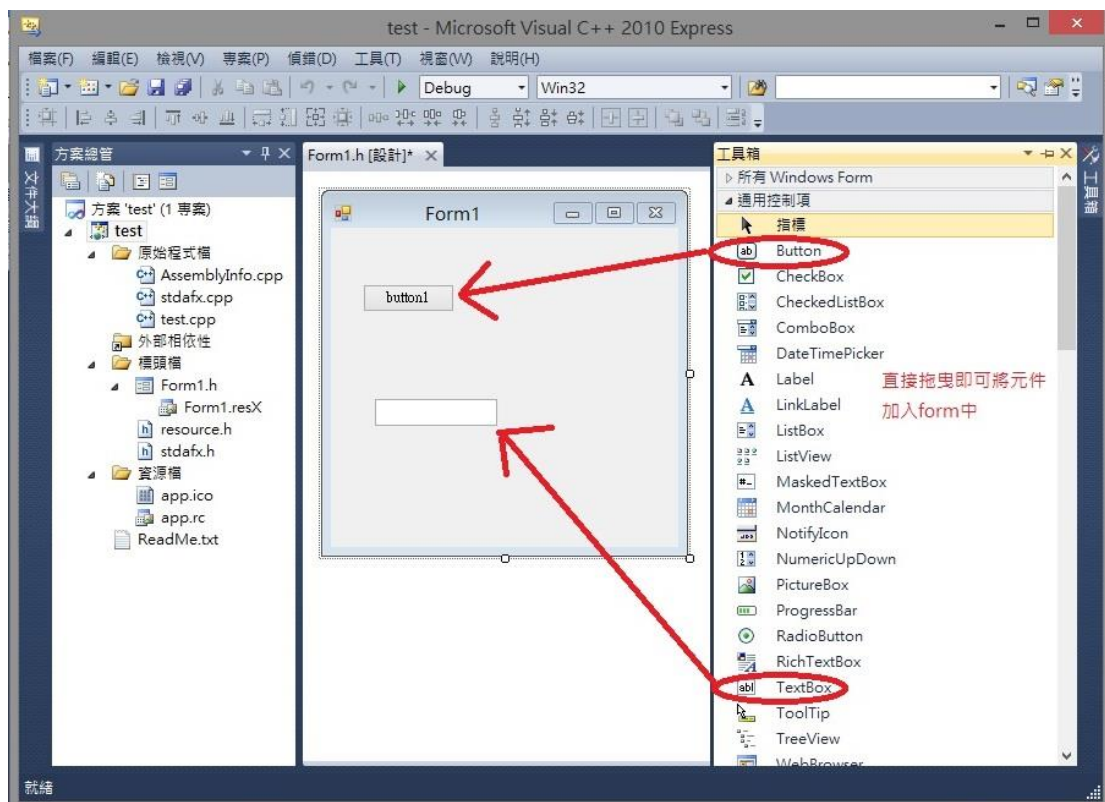 test - Microsoft Visual C++ 2010 Express
檔案(F) 編輯(E) 檢視(V) 專案(P) 偵錯(D) 工具(T) 視窗(W) 說明(H)
Debug Win32
文件大綱
方案總管
方案 'test' (1 專案)
test
原始程式檔
AssemblyInfo.cpp
stdafx.cpp
test.cpp
外部相依性
標頭檔
Form1.h
Form1.resX
resource.h
stdafx.h
資源檔
app.ico
app.rc
ReadMe.txt
Form1.h [設計]*
Form1
button1
工具箱
所有 Windows Form
通用控制項
指標
Button
CheckBox
CheckedListBox
ComboBox
DateTimePicker
Label
LinkLabel
ListBox
ListView
MaskedTextBox
MonthCalendar
NotifyIcon
NumericUpDown
PictureBox
ProgressBar
RadioButton
RichTextBox
TextBox
ToolTip
TreeView
WebBrowser
直接拖曳即可將元件
加入form中
工具箱
就緒